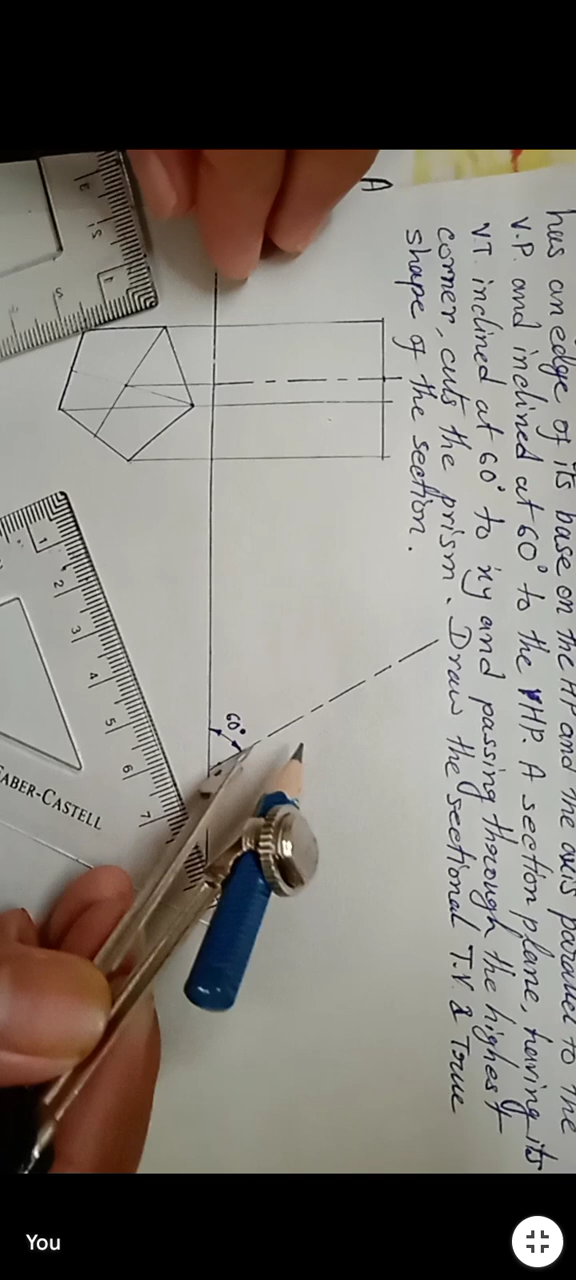 has an edge of its base on the HP and the axis parallel to the
V.P. and inclined at 60° to the HP. A section plane, having its
V.T. inclined at 60° to xy and passing through the highest
corner, cuts the prism. Draw the sectional T.V. & True
shape of the section.
A
60°
1 2 3 4 5 6 7
FABER-CASTELL
You